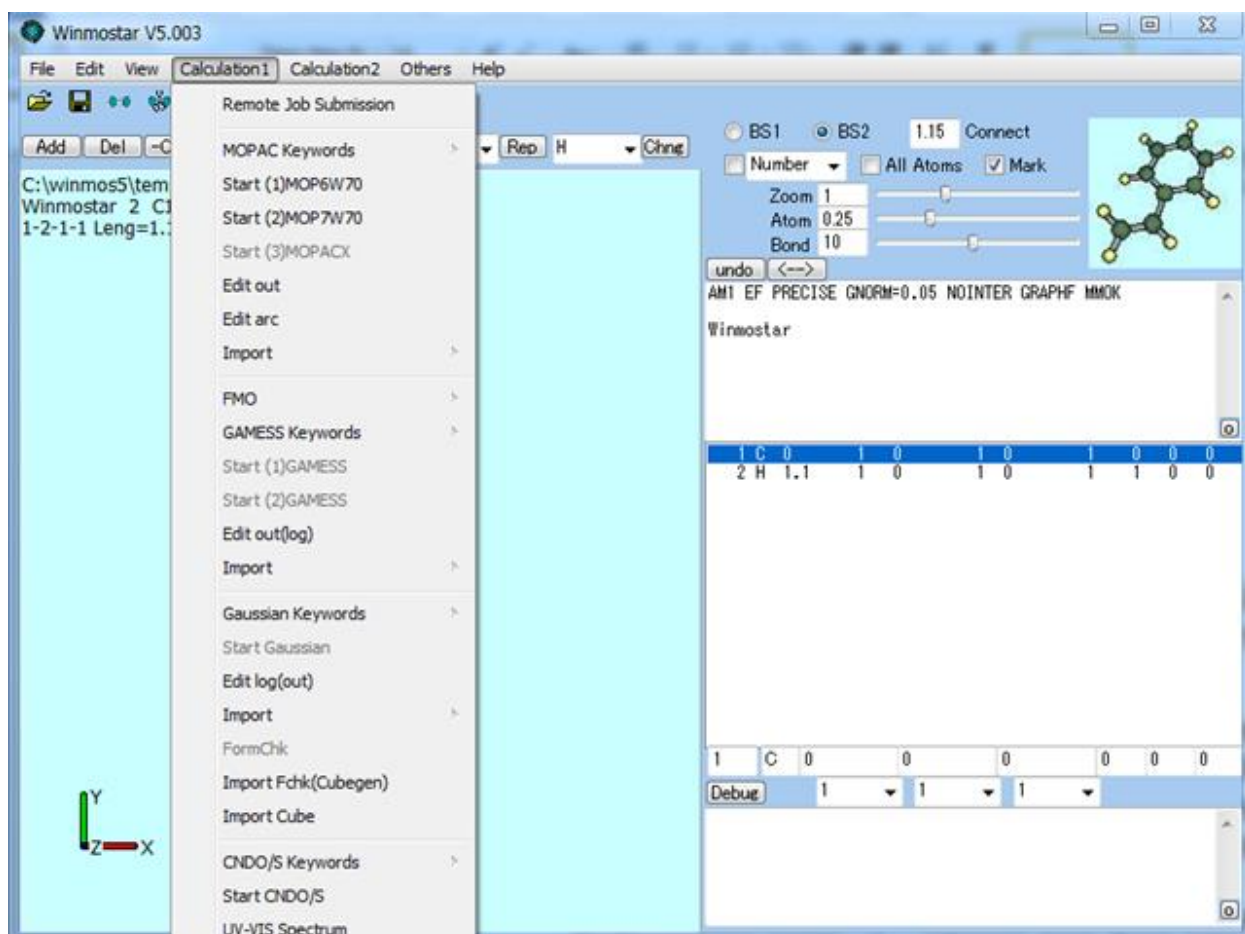 Winmostar V5.003
File Edit View Calculation1 Calculation2 Others Help
Add Del -C Rep H Chng
C:\winmos5\tem
Winmostar 2 C1
1-2-1-1 Leng=1.
Remote Job Submission
MOPAC Keywords
Start (1)MOP6W70
Start (2)MOP7W70
Start (3)MOPACX
Edit out
Edit arc
Import
FMO
GAMESS Keywords
Start (1)GAMESS
Start (2)GAMESS
Edit out(log)
Import
Gaussian Keywords
Start Gaussian
Edit log(out)
Import
FormChk
Import Fchk(Cubegen)
Import Cube
CNDO/S Keywords
Start CNDO/S
UV-VIS Spectrum
Y
Z X
BS1 BS2 1.15 Connect
Number All Atoms Mark
Zoom 1
Atom 0.25
Bond 10
undo <-->
AM1 EF PRECISE GNORM=0.05 NOINTER GRAPHF MMOK
Winmostar
1 C 0 1 0 1 0 1 0 0 0
2 H 1.1 1 0 1 0 1 1 0 0
1 C 0 0 0 0 0 0
Debug 1 1 1